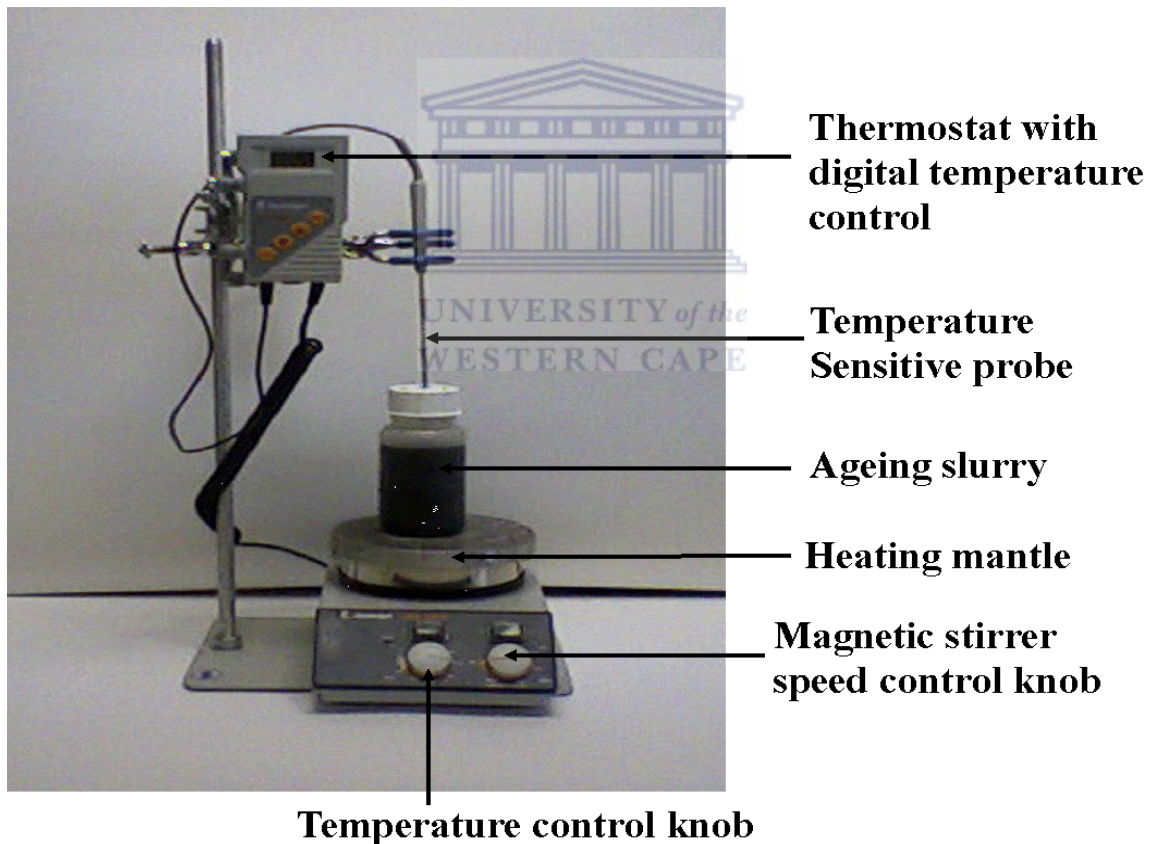 Thermostat with
digital temperature
control
UNIVERSITY of the
WESTERN CAPE
Temperature
Sensitive probe
Ageing slurry
Heating mantle
Magnetic stirrer
speed control knob
Temperature control knob